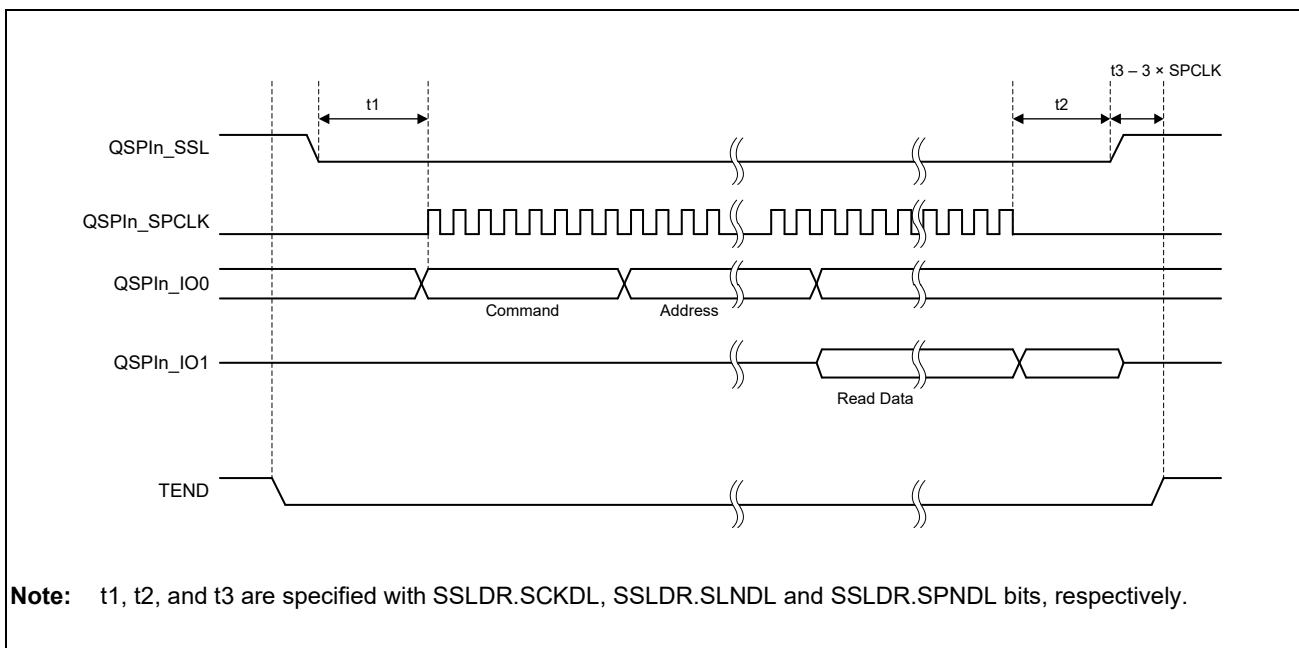 t3 – 3 × SPCLK
t1
t2
QSPIn_SSL
QSPIn_SPCLK
QSPIn_IO0
Command
Address
QSPIn_IO1
Read Data
TEND
Note: t1, t2, and t3 are specified with SSLDR.SCKDL, SSLDR.SLNDL and SSLDR.SPNDL bits, respectively.